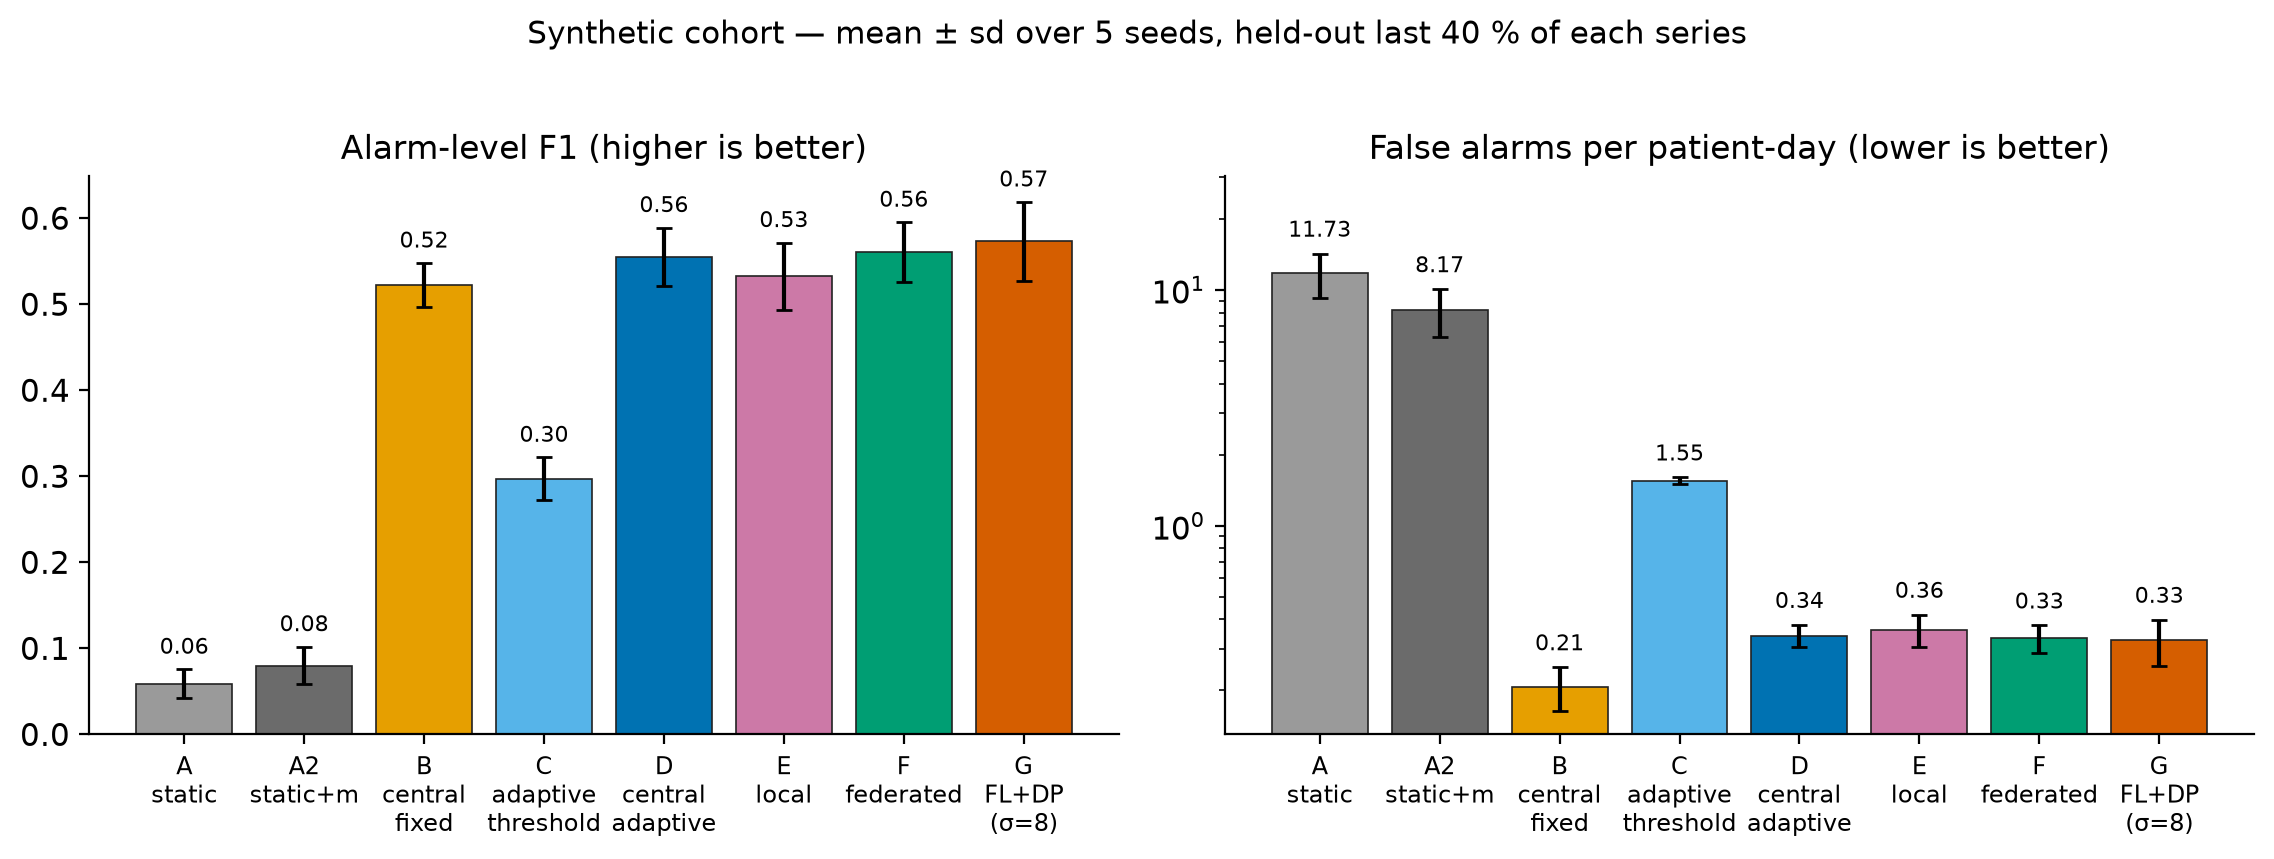 Synthetic cohort — mean ± sd over 5 seeds, held-out last 40 % of each series
Alarm-level F1 (higher is better)
0.6
0.5
0.4
0.3
0.2
0.1
0.0
0.06
0.08
0.52
0.30
0.56
0.53
0.56
0.57
A
static
A2
static+m
B
central
fixed
C
adaptive
threshold
D
central
adaptive
E
local
F
federated
G
FL+DP
(σ=8)
False alarms per patient-day (lower is better)
10¹
10⁰
11.73
8.17
0.21
1.55
0.34
0.36
0.33
0.33
A
static
A2
static+m
B
central
fixed
C
adaptive
threshold
D
central
adaptive
E
local
F
federated
G
FL+DP
(σ=8)